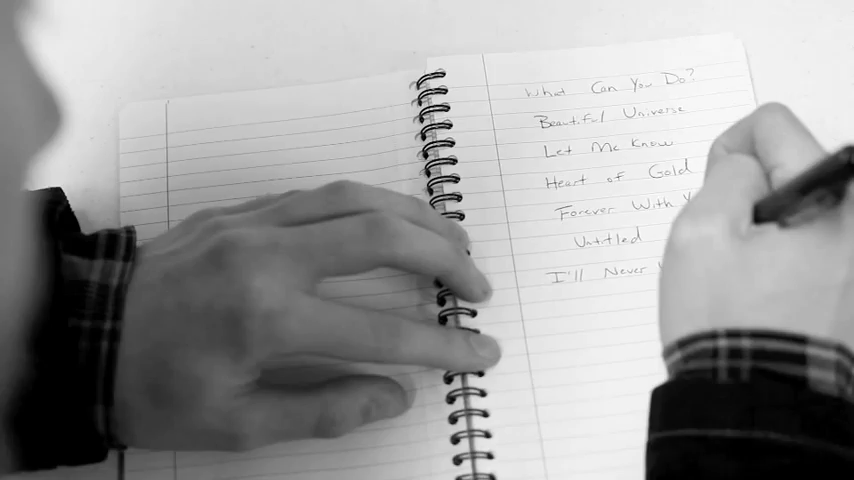 What Can You Do?
Beautiful Universe
Let Me Know
Heart of Gold
Forever With
Untitled
I'll Never